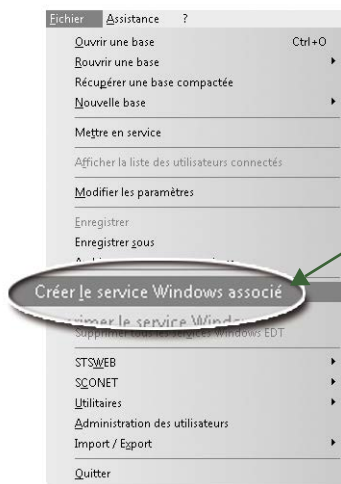 Fichier Assistance ?
Ouvrir une base Ctrl+O
Rouvrir une base
Récupérer une base compactée
Nouvelle base
Mettre en service
Afficher la liste des utilisateurs connectés
Modifier les paramètres
Enregistrer
Enregistrer sous
Créer le service Windows associé
Supprimer tous les services Windows EDT
STSWEB
SCONET
Utilitaires
Administration des utilisateurs
Import / Export
Quitter